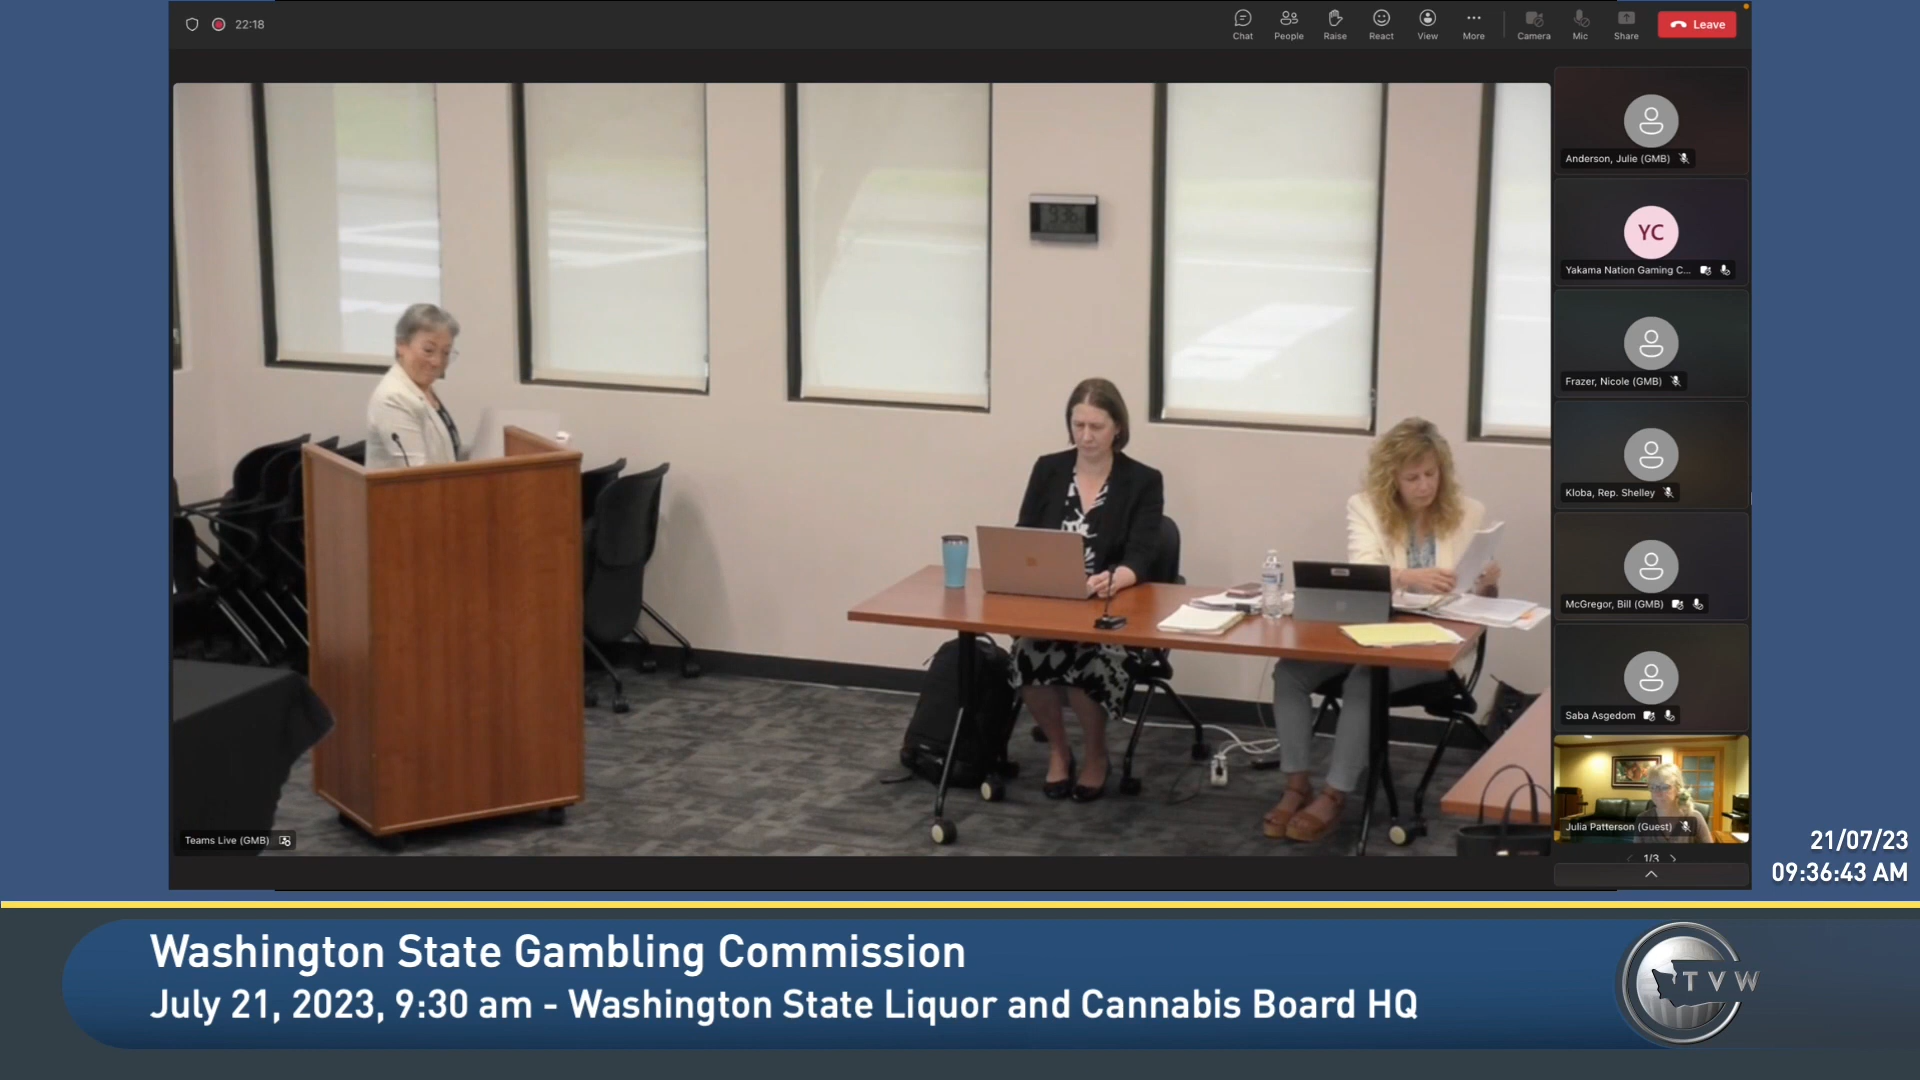 22:18
Chat
People
Raise
React
View
More
Camera
Mic
Share
Leave
9:36
Anderson, Julie (GMB)
YC
Yakama Nation Gaming C...
Frazer, Nicole (GMB)
Kloba, Rep. Shelley
McGregor, Bill (GMB)
Saba Asgedom
Julia Patterson (Guest)
1/3
Teams Live (GMB)
21/07/23
09:36:43 AM
Washington State Gambling Commission
July 21, 2023, 9:30 am - Washington State Liquor and Cannabis Board HQ
TVW